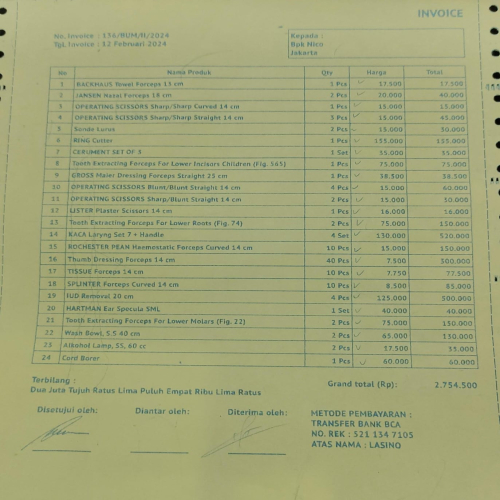 INVOICE
No. Invoice : 134/BUM/II/2024
Tgl. Invoice : 12 Februari 2024
Kepada :
Bpk Nico
Jakarta
No Nama Produk Qty Harga Total
1 BACKHAUS Towel Forceps 13 cm 1 Pcs 17.500 17.500
2 JANSEN Nasal Forceps 18 cm 2 Pcs 20.000 40.000
3 OPERATING SCISSORS Sharp/Sharp Curved 14 cm 1 Pcs 15.000 15.000
4 OPERATING SCISSORS Sharp/Sharp Straight 14 cm 3 Pcs 15.000 45.000
5 Sonde Lurus 2 Pcs 15.000 30.000
6 RING Cutter 1 Pcs 155.000 155.000
7 CERUMENT SET OF 3 1 Set 35.000 35.000
8 Tooth Extracting Forceps For Lower Incisors Children (Fig. 565) 1 Pcs 75.000 75.000
9 GROSS Maier Dressing Forceps Straight 25 cm 1 Pcs 38.500 38.500
10 OPERATING SCISSORS Blunt/Blunt Straight 14 cm 4 Pcs 15.000 60.000
11 OPERATING SCISSORS Sharp/Blunt Straight 14 cm 2 Pcs 15.000 30.000
12 LISTER Plaster Scissors 14 cm 1 Pcs 16.000 16.000
13 Tooth Extracting Forceps For Lower Roots (Fig. 74) 2 Pcs 75.000 150.000
14 KACA Laryng Set 7 + Handle 4 Set 130.000 520.000
15 ROCHESTER PEAN Haemostatic Forceps Curved 14 cm 10 Pcs 15.000 150.000
16 Thumb Dressing Forceps 14 cm 40 Pcs 7.500 300.000
17 TISSUE Forceps 14 cm 10 Pcs 7.750 77.500
18 SPLINTER Forceps Curved 14 cm 10 Pcs 8.500 85.000
19 IUD Removal 20 cm 4 Pcs 125.000 500.000
20 HARTMAN Ear Specula SML 1 Set 40.000 40.000
21 Tooth Extracting Forceps For Lower Molars (Fig. 22) 2 Pcs 75.000 150.000
22 Wash Bowl, S.S 40 cm 2 Pcs 65.000 130.000
23 Alkohol Lamp, SS, 60 cc 2 Pcs 17.500 35.000
24 Cord Borer 1 Pcs 60.000 60.000
Terbilang :
Dua Juta Tujuh Ratus Lima Puluh Empat Ribu Lima Ratus
Grand total (Rp): 2.754.500
Disetujui oleh: Diantar oleh: Diterima oleh:
METODE PEMBAYARAN :
TRANSFER BANK BCA
NO. REK : 521 134 7105
ATAS NAMA : LASINO